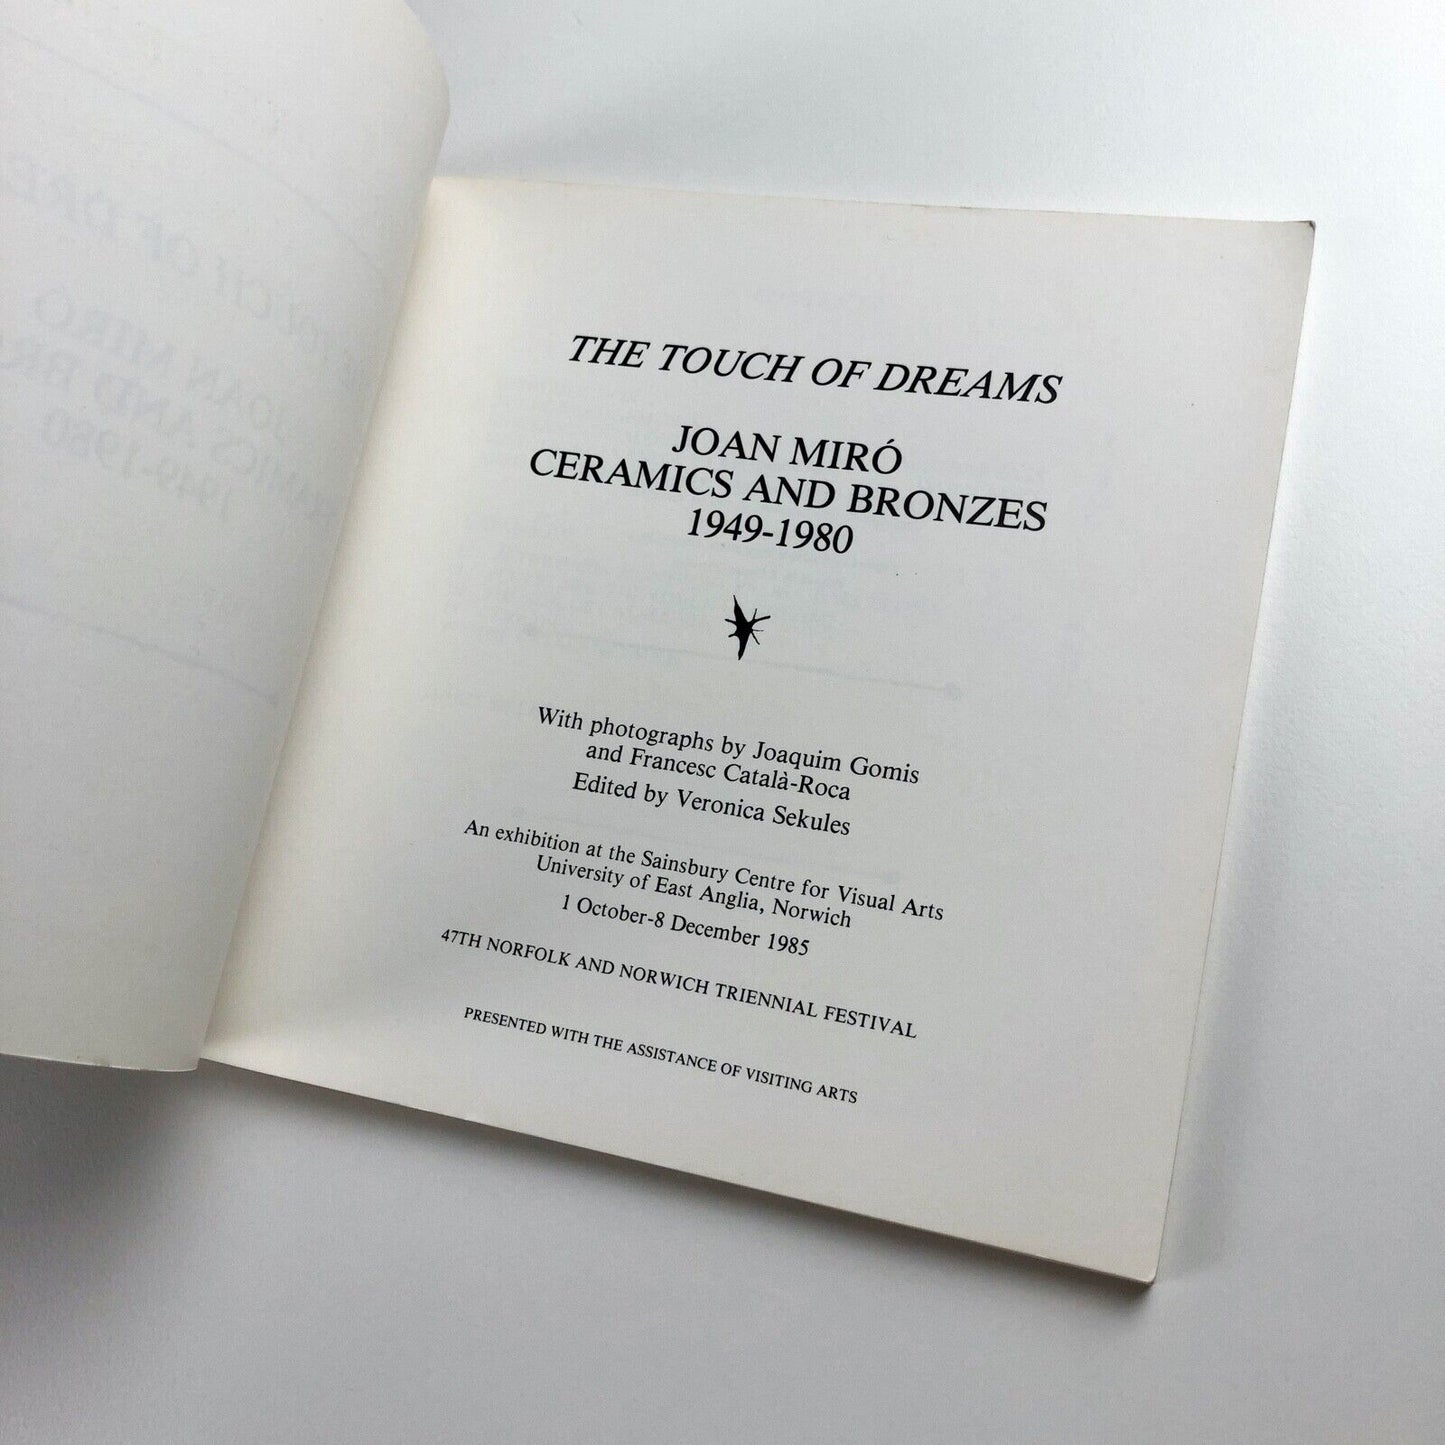 THE TOUCH OF DREAMS
JOAN MIRÓ
CERAMICS AND BRONZES
1949-1980
With photographs by Joaquim Gomis
and Francesc Català-Roca
Edited by Veronica Sekules
An exhibition at the Sainsbury Centre for Visual Arts
University of East Anglia, Norwich
1 October-8 December 1985
47TH NORFOLK AND NORWICH TRIENNIAL FESTIVAL
PRESENTED WITH THE ASSISTANCE OF VISITING ARTS